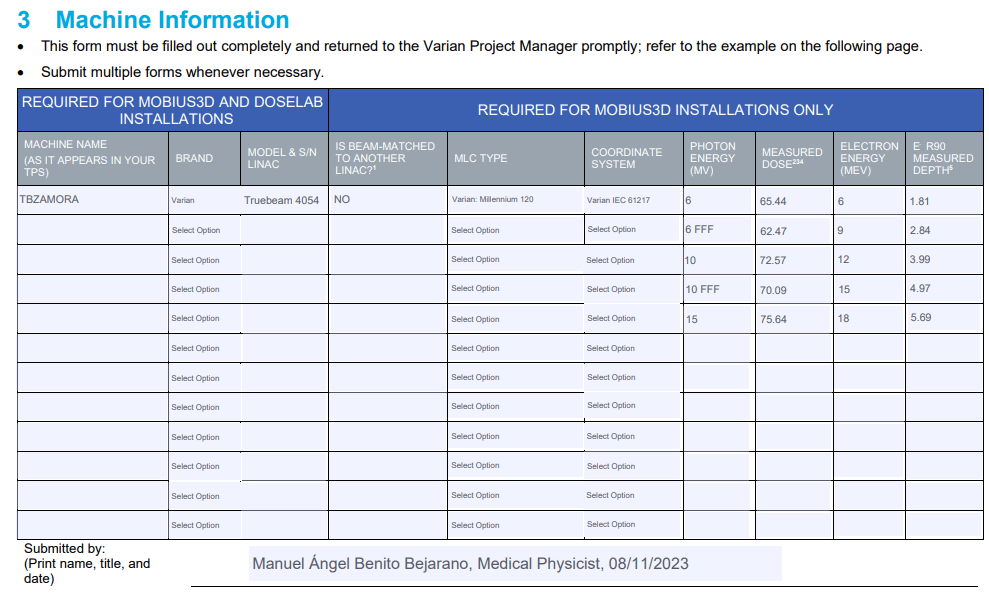 3 Machine Information
• This form must be filled out completely and returned to the Varian Project Manager promptly; refer to the example on the following page.
• Submit multiple forms whenever necessary.
REQUIRED FOR MOBIUS3D AND DOSELAB INSTALLATIONS REQUIRED FOR MOBIUS3D INSTALLATIONS ONLY
MACHINE NAME (AS IT APPEARS IN YOUR TPS) BRAND MODEL & S/N LINAC IS BEAM-MATCHED TO ANOTHER LINAC?¹ MLC TYPE COORDINATE SYSTEM PHOTON ENERGY (MV) MEASURED DOSE²³⁴ ELECTRON ENERGY (MEV) E⁻ R90 MEASURED DEPTH⁵
TBZAMORA Varian Truebeam 4054 NO Varian: Millennium 120 Varian IEC 61217 6 65.44 6 1.81
Select Option Select Option Select Option 6 FFF 62.47 9 2.84
Select Option Select Option Select Option 10 72.57 12 3.99
Select Option Select Option Select Option 10 FFF 70.09 15 4.97
Select Option Select Option Select Option 15 75.64 18 5.69
Select Option Select Option Select Option
Select Option Select Option Select Option
Select Option Select Option Select Option
Select Option Select Option Select Option
Select Option Select Option Select Option
Select Option Select Option Select Option
Select Option Select Option Select Option
Submitted by:
(Print name, title, and date) Manuel Ángel Benito Bejarano, Medical Physicist, 08/11/2023